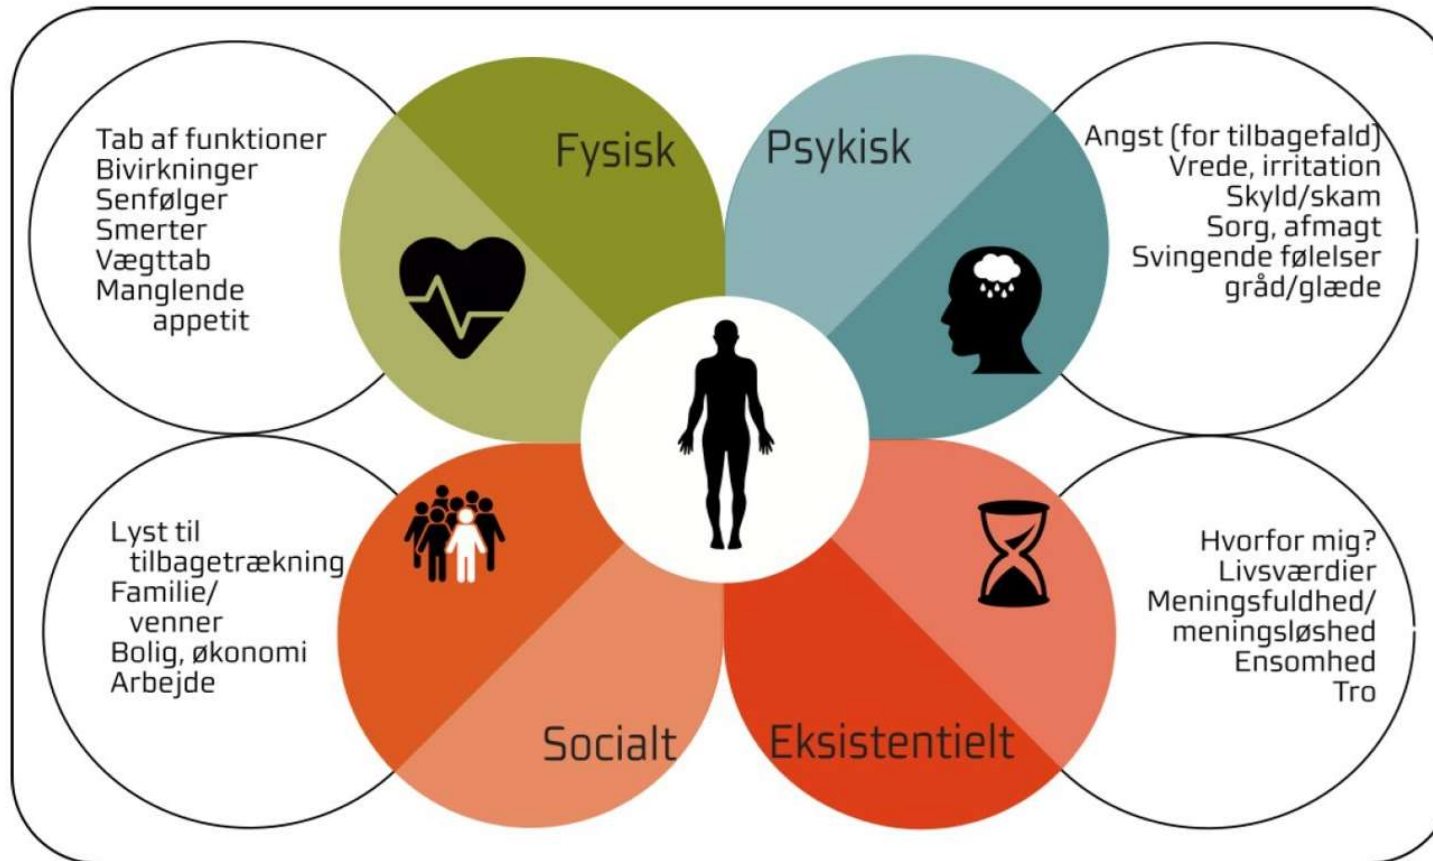 Fysisk
Tab af funktioner
Bivirkninger
Senfølger
Smerter
Vægttab
Manglende
appetit
Psykisk
Angst (for tilbagefald)
Vrede, irritation
Skyld/skam
Sorg, afmagt
Svingende følelser
gråd/glæde
Lyst til
tilbagetrækning
Familie/
venner
Bolig, økonomi
Arbejde
Socialt
Hvorfor mig?
Livsværdier
Meningsfuldhed/
meningsløshed
Ensomhed
Tro
Eksistentielt